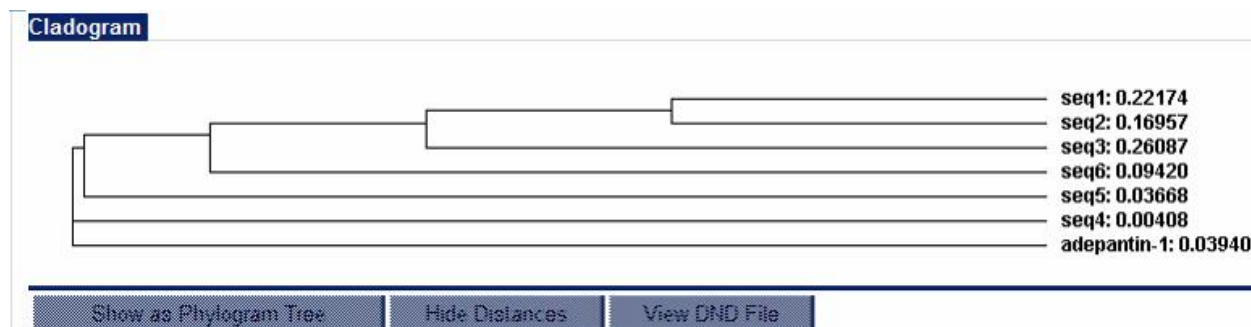 Cladogram
seq1: 0.22174
seq2: 0.16957
seq3: 0.26087
seq6: 0.09420
seq5: 0.03668
seq4: 0.00408
adepantin-1: 0.03940
Show as Phylogram Tree Hide Distances View DND File